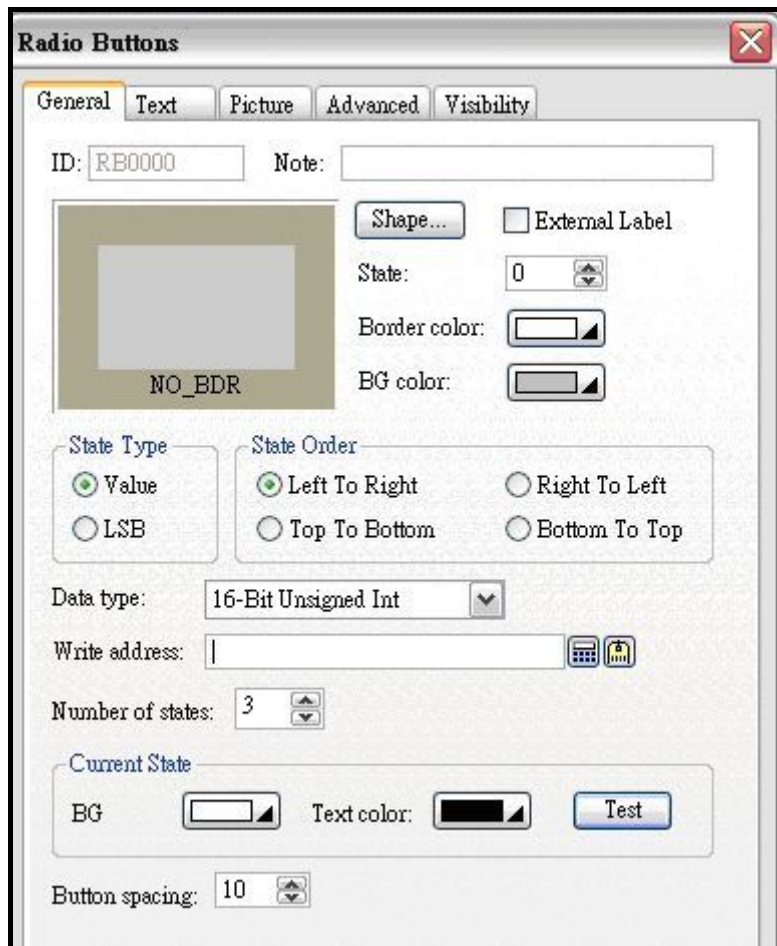 Radio Buttons
General Text Picture Advanced Visibility
ID: RB0000 Note:
Shape... External Label
State: 0
Border color:
NO_BDR BG color:
State Type State Order
Value Left To Right Right To Left
LSB Top To Bottom Bottom To Top
Data type: 16-Bit Unsigned Int
Write address:
Number of states: 3
Current State
BG Text color: Test
Button spacing: 10